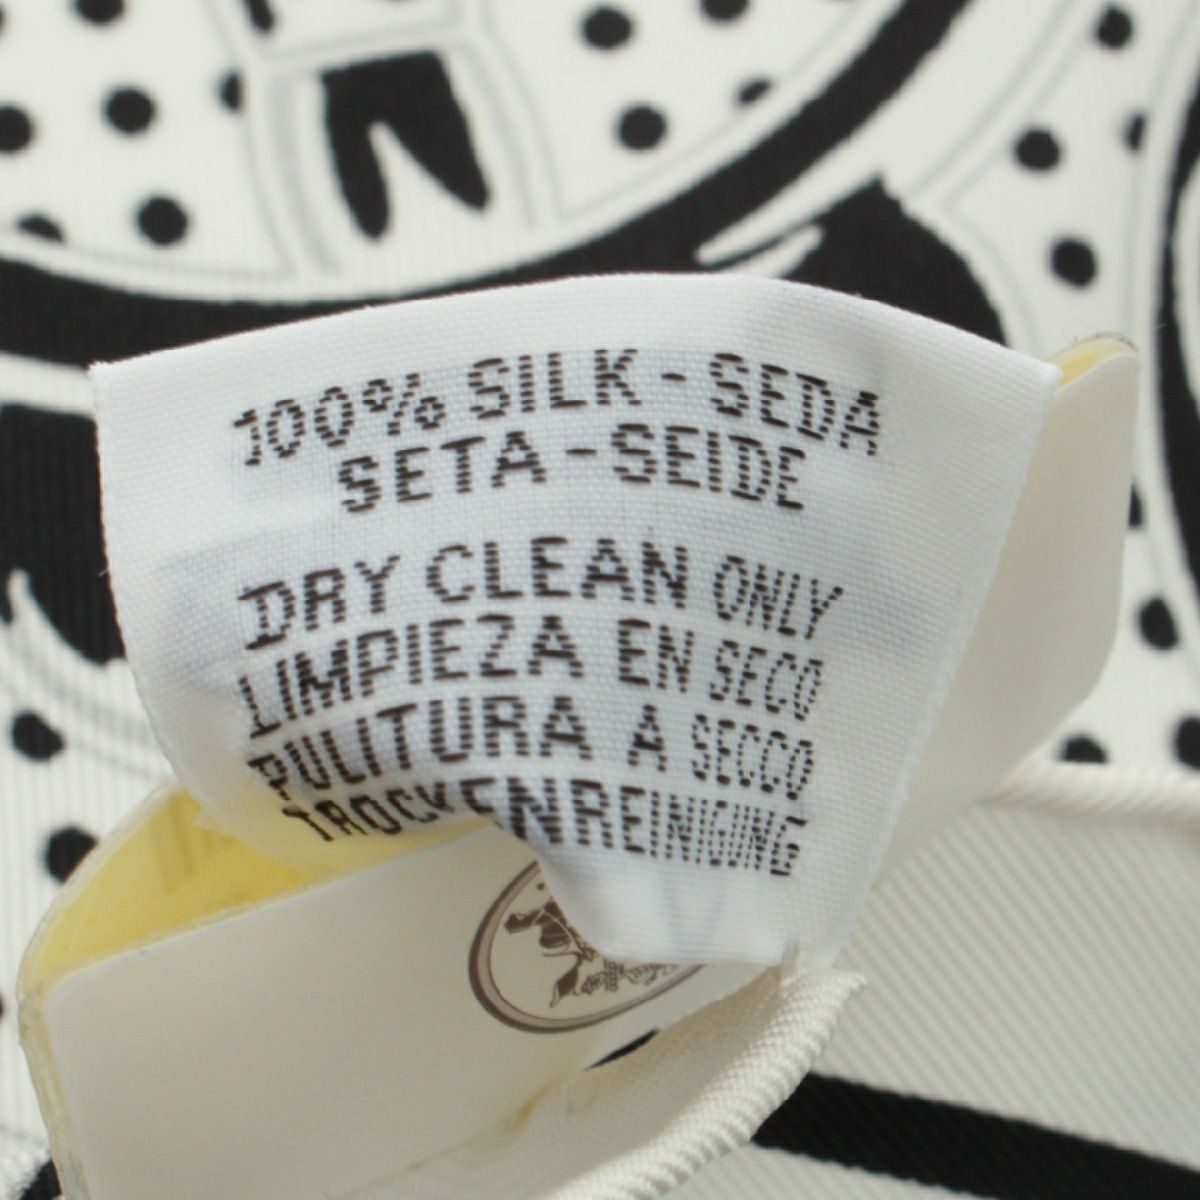 100% SILK - SEDA
SETA - SEIDE
DRY CLEAN ONLY
LIMPIEZA EN SECO
PULITURA A SECCO
TROCKENREINIGUNG